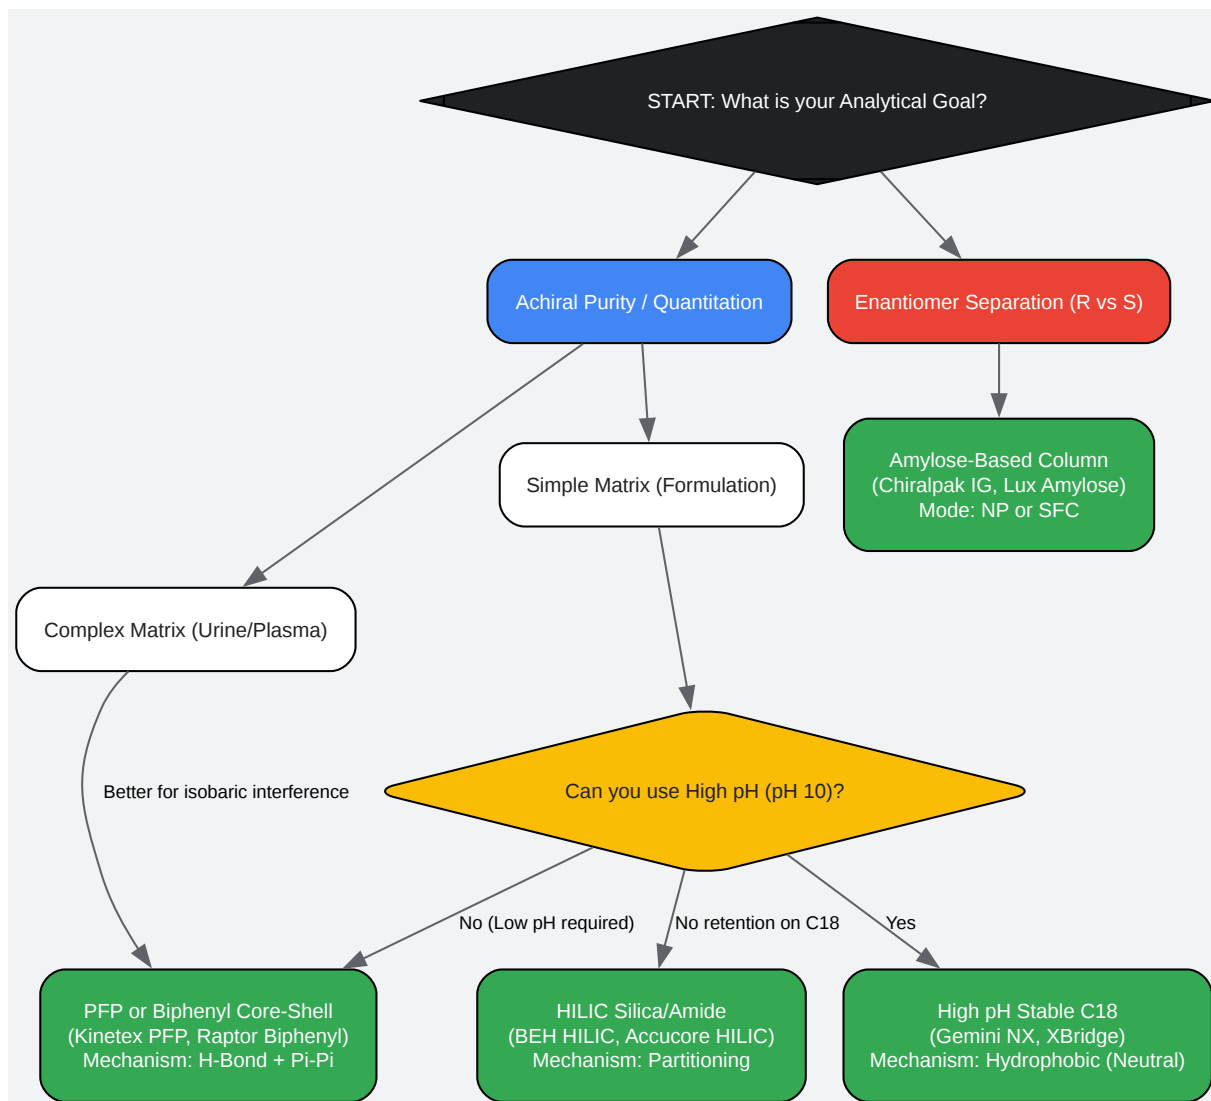 START: What is your Analytical Goal?
Achiral Purity / Quantitation
Enantiomer Separation (R vs S)
Amylose-Based Column
(Chiralpak IG, Lux Amylose)
Mode: NP or SFC
Simple Matrix (Formulation)
Complex Matrix (Urine/Plasma)
Better for isobaric interference
Can you use High pH (pH 10)?
No (Low pH required)
No retention on C18
Yes
PFP or Biphenyl Core-Shell
(Kinetex PFP, Raptor Biphenyl)
Mechanism: H-Bond + Pi-Pi
HILIC Silica/Amide
(BEH HILIC, Accucore HILIC)
Mechanism: Partitioning
High pH Stable C18
(Gemini NX, XBridge)
Mechanism: Hydrophobic (Neutral)